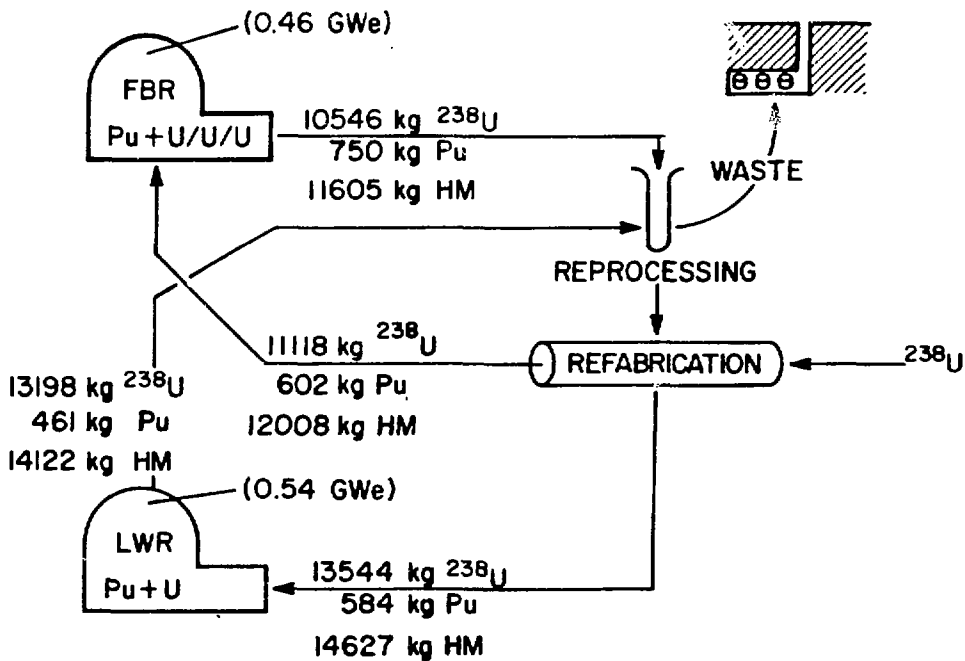 (0.46 GWe)
FBR
Pu + U/U/U
10546 kg ²³⁸U
750 kg Pu
11605 kg HM
WASTE
REPROCESSING
11118 kg ²³⁸U
602 kg Pu
12008 kg HM
REFABRICATION
²³⁸U
13198 kg ²³⁸U
461 kg Pu
14122 kg HM
(0.54 GWe)
LWR
Pu + U
13544 kg ²³⁸U
584 kg Pu
14627 kg HM